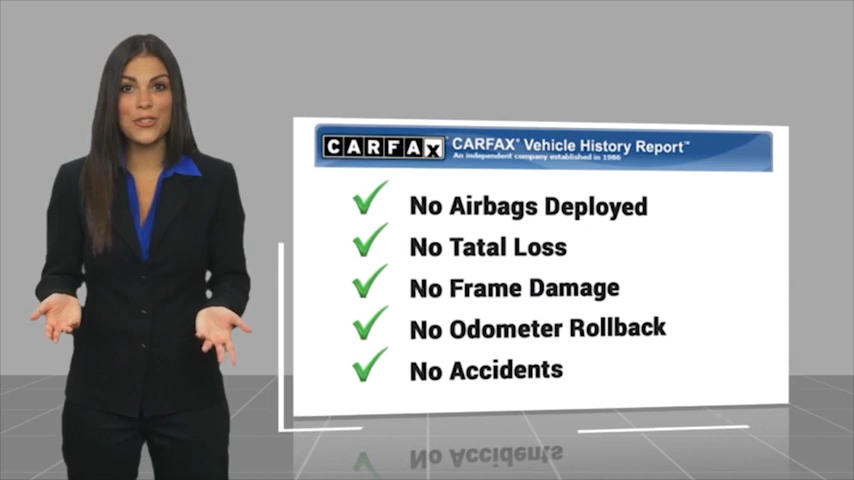 CARFAX CARFAX® Vehicle History Report™
An independent company established in 1986
No Airbags Deployed
No Tatal Loss
No Frame Damage
No Odometer Rollback
No Accidents
No Accidents